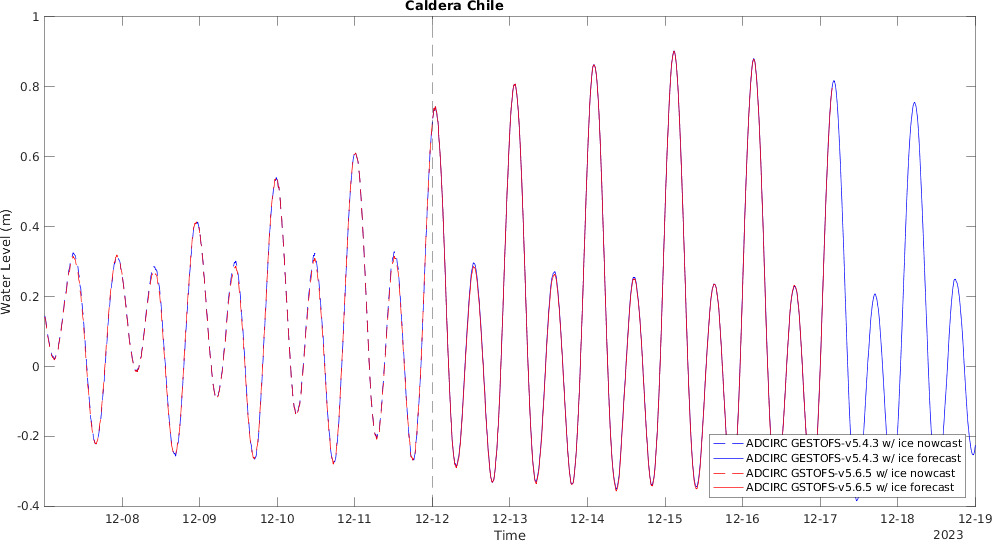 Caldera Chile
1
0.8
0.6
0.4
0.2
0
-0.2
-0.4
Water Level (m)
ADCIRC GESTOFS-v5.4.3 w/ ice nowcast
ADCIRC GESTOFS-v5.4.3 w/ ice forecast
ADCIRC GSTOFS-v5.6.5 w/ ice nowcast
ADCIRC GSTOFS-v5.6.5 w/ ice forecast
12-08 12-09 12-10 12-11 12-12 12-13 12-14 12-15 12-16 12-17 12-18 12-19
Time
2023